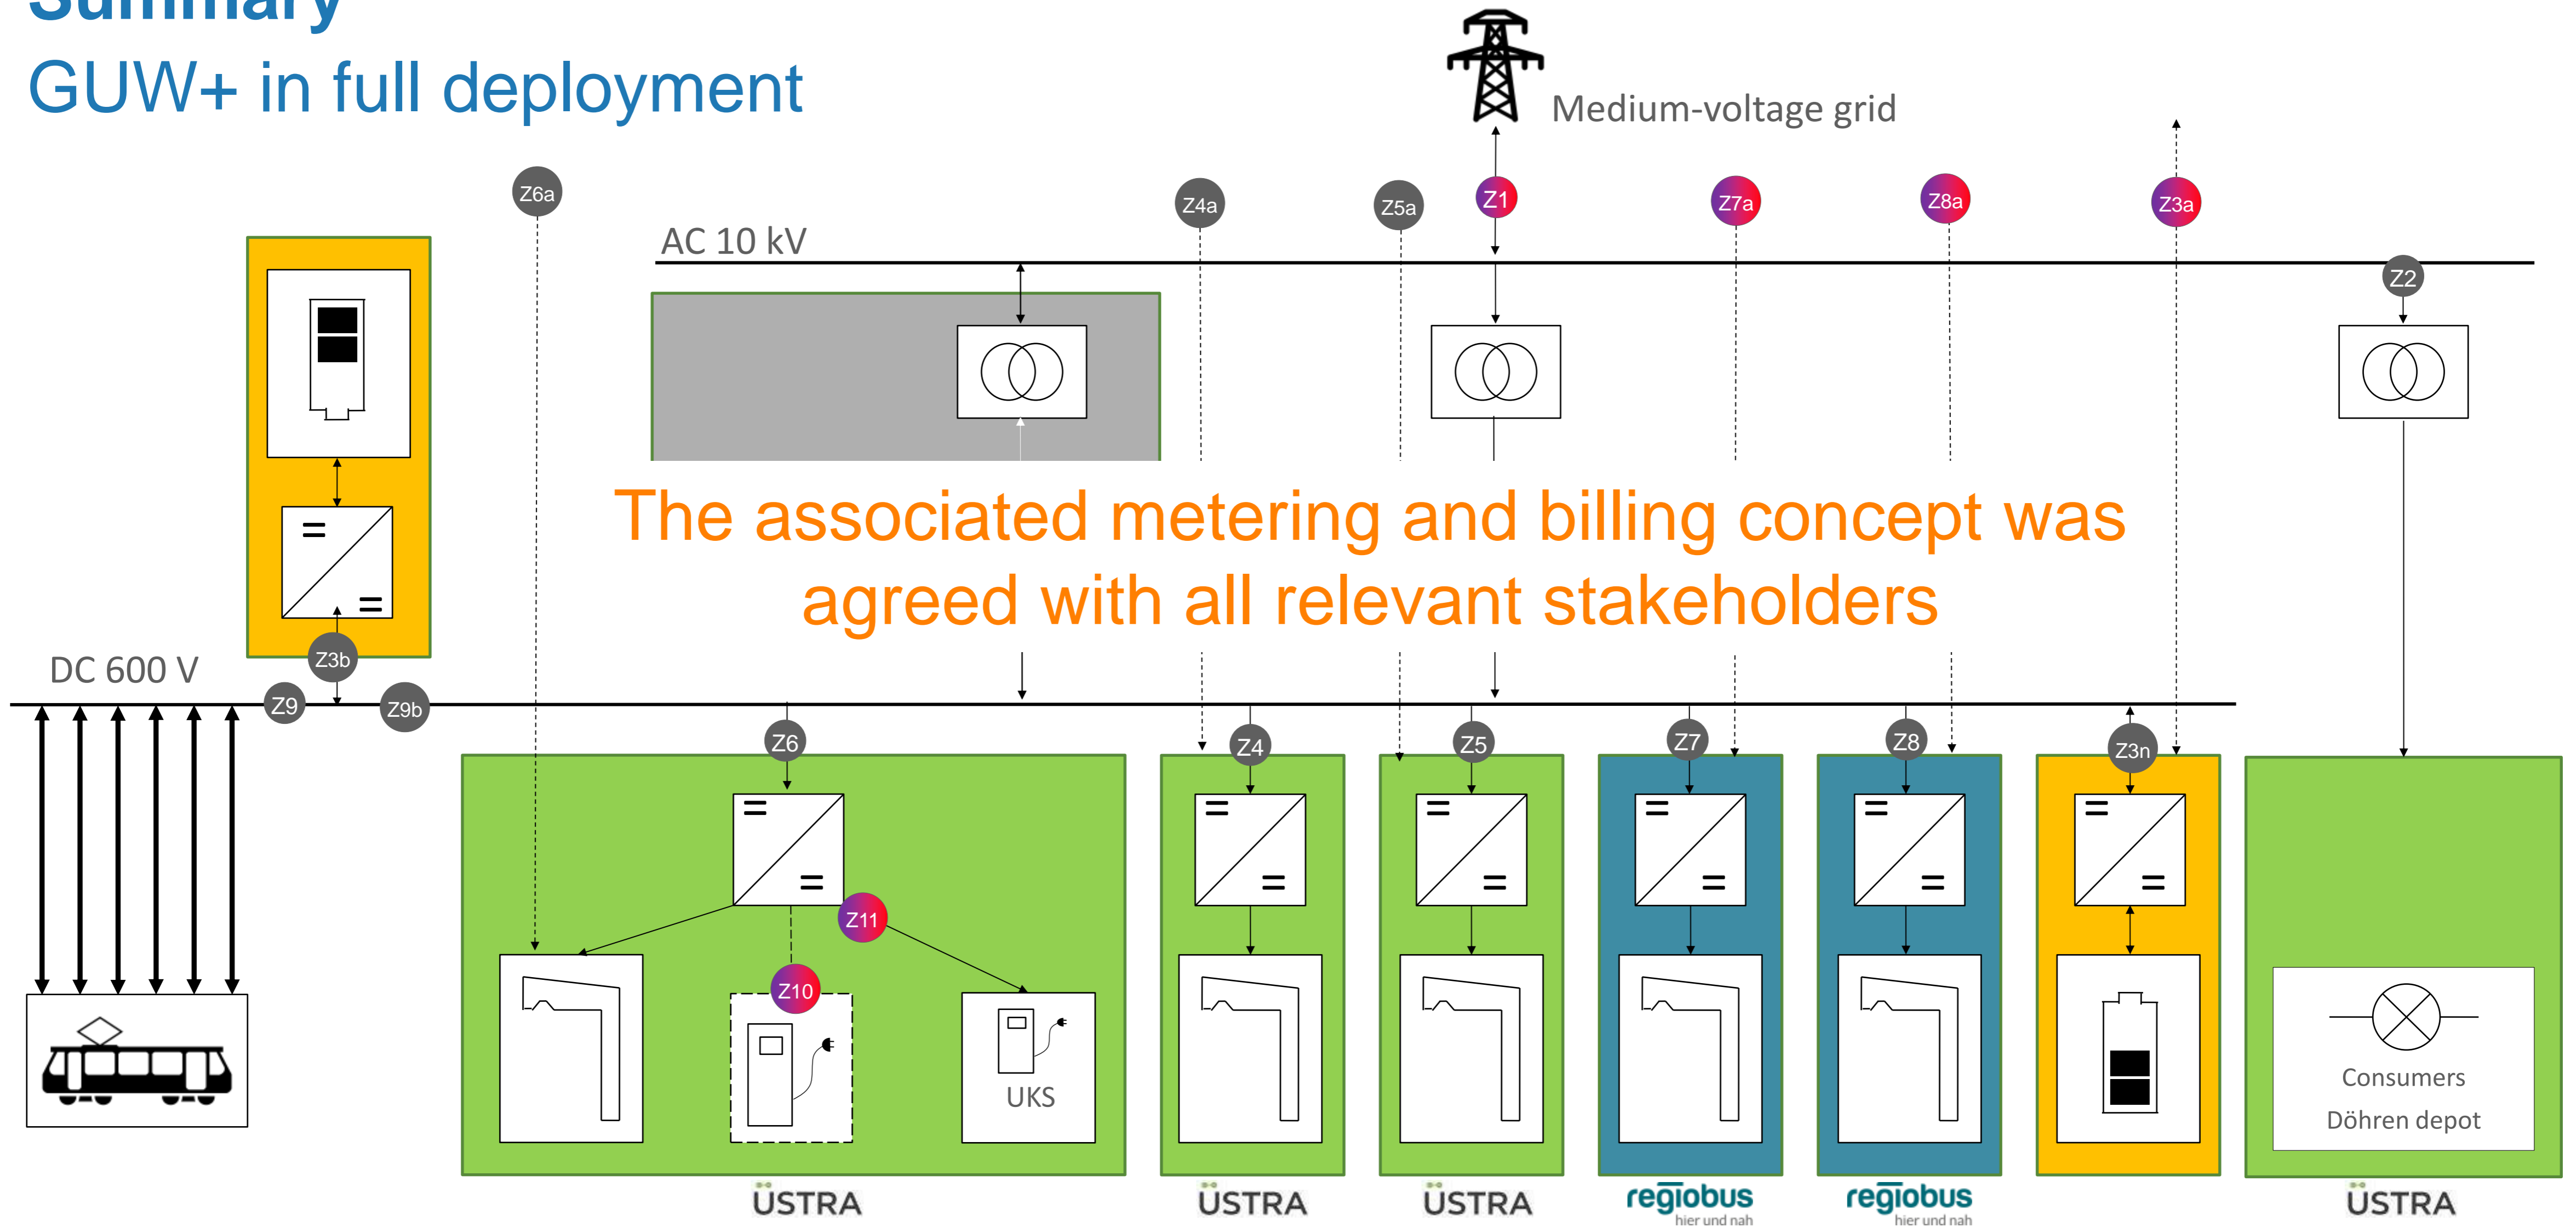 Summary
GUW+ in full deployment
Medium-voltage grid
Z6a
Z4a
Z5a
Z1
Z7a
Z8a
Z3a
AC 10 kV
Z2
The associated metering and billing concept was
agreed with all relevant stakeholders
Z3b
DC 600 V
Z9
Z9b
Z6
Z4
Z5
Z7
Z8
Z3n
Z11
Z10
UKS
Consumers
Döhren depot
ÜSTRA
ÜSTRA
ÜSTRA
regiobus
hier und nah
regiobus
hier und nah
ÜSTRA